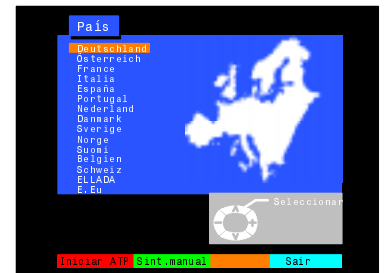 País
Deutschland
Österreich
France
Italia
España
Portugal
Nederland
Danmark
Sverige
Norge
Suomi
Belgien
Schweiz
ELLADA
E.Eu
Seleccionar
Iniciar ATP Sint.manual Sair